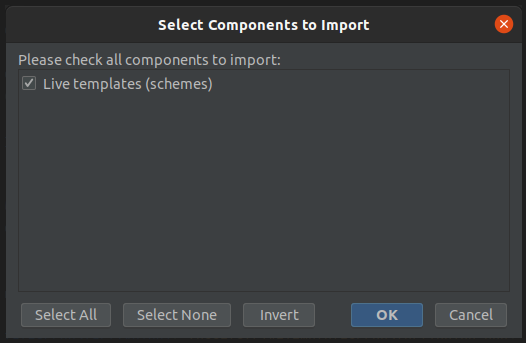 Select Components to Import
Please check all components to import:
Live templates (schemes)
Select All Select None Invert OK Cancel